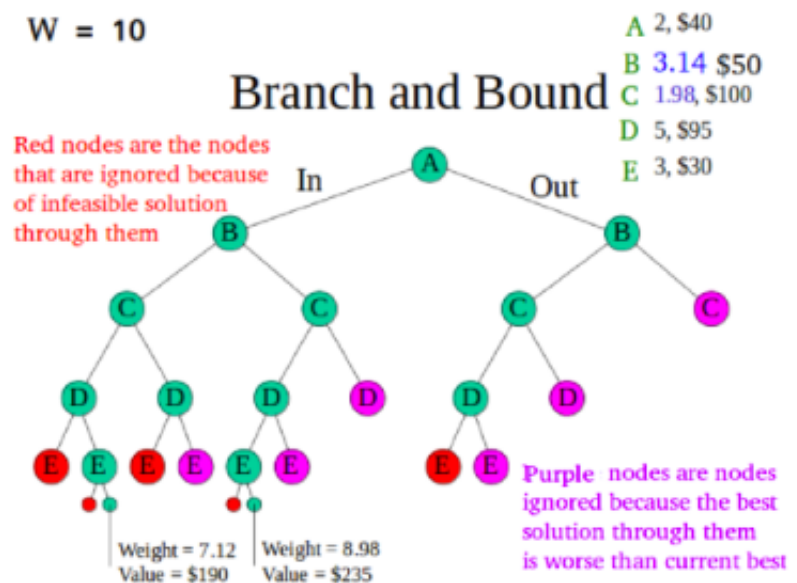 W = 10
A 2, $40
B 3.14 $50
Branch and Bound
C 1.98, $100
D 5, $95
E 3, $30
Red nodes are the nodes
that are ignored because
of infeasible solution
through them
In
Out
A
B B
C C C C
D D D D D D
E E E E E E E E
Purple nodes are nodes
ignored because the best
solution through them
is worse than current best
Weight = 7.12
Value = $190
Weight = 8.98
Value = $235